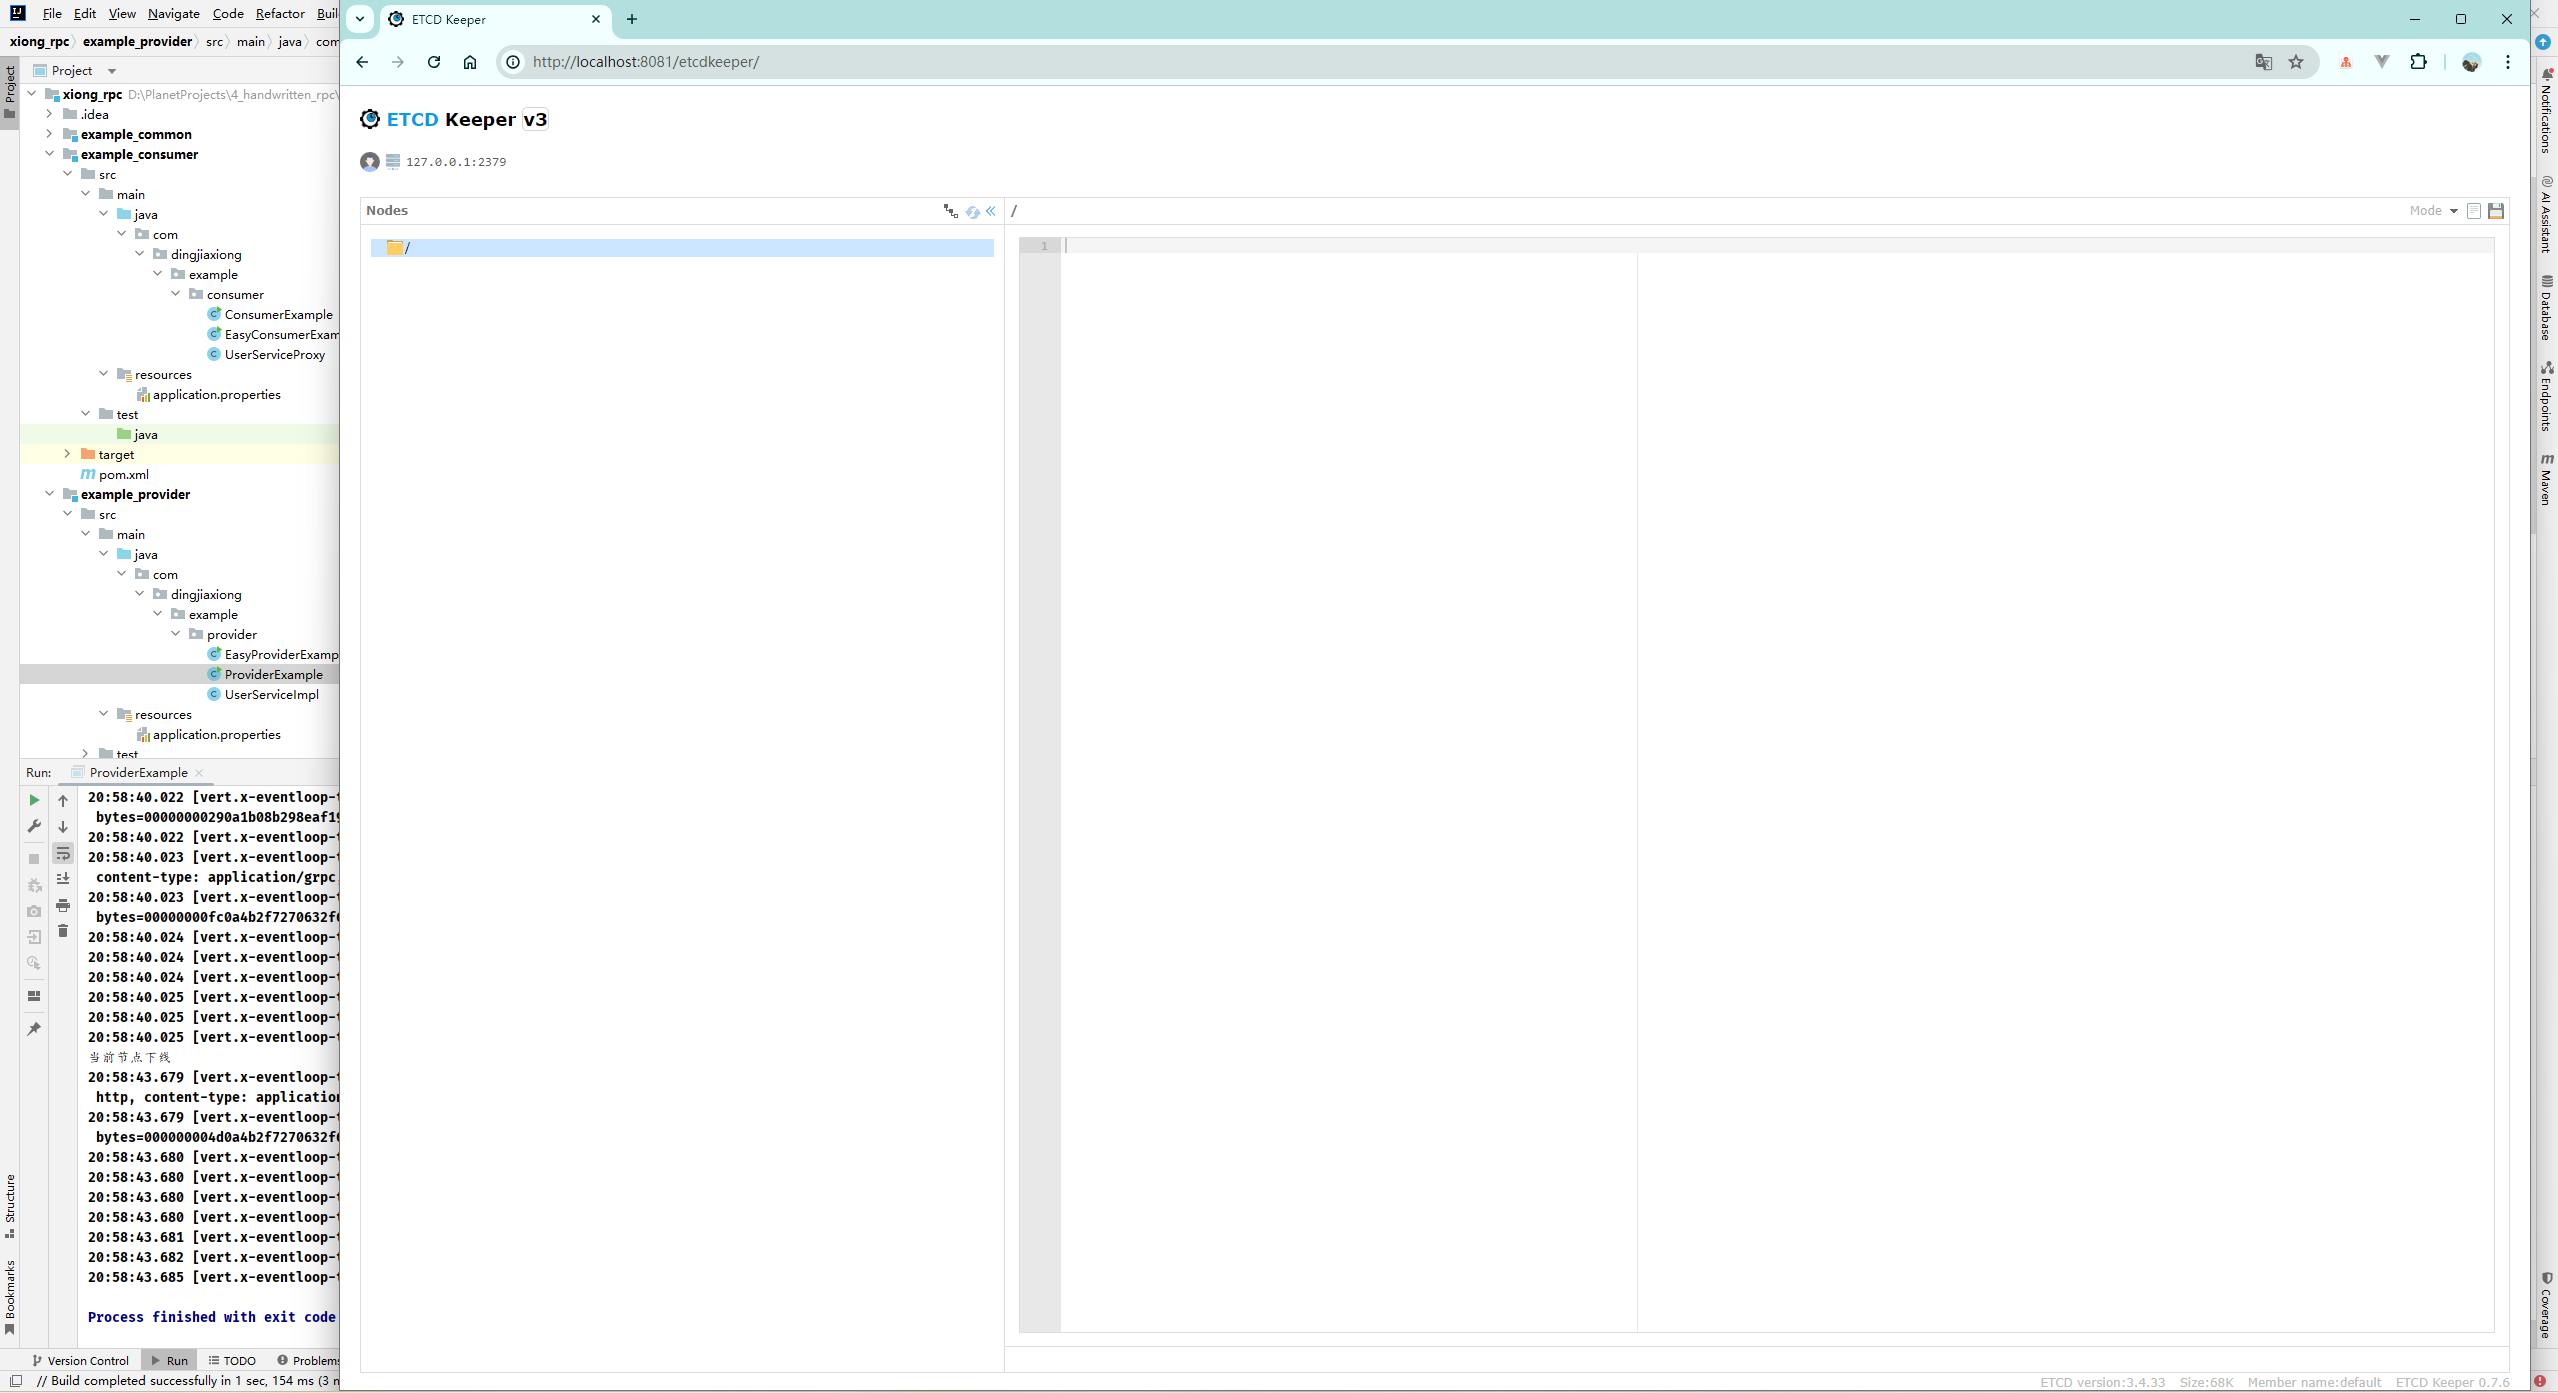 File Edit View Navigate Code Refactor Buil
xiong_rpc example_provider src main java com
Project
xiong_rpc D:\PlanetProjects\4_handwritten_rpc\
.idea
example_common
example_consumer
src
main
java
com
dingjiaxiong
example
consumer
ConsumerExample
EasyConsumerExam
UserServiceProxy
resources
application.properties
test
java
target
pom.xml
example_provider
src
main
java
com
dingjiaxiong
example
provider
EasyProviderExamp
ProviderExample
UserServiceImpl
resources
application.properties
test
Run: ProviderExample
20:58:40.022 [vert.x-eventloop-t
bytes=00000000290a1b08b298eaf19
20:58:40.022 [vert.x-eventloop-t
20:58:40.023 [vert.x-eventloop-t
content-type: application/grpc
20:58:40.023 [vert.x-eventloop-t
bytes=00000000fc0a4b2f7270632f6
20:58:40.024 [vert.x-eventloop-t
20:58:40.024 [vert.x-eventloop-t
20:58:40.024 [vert.x-eventloop-t
20:58:40.025 [vert.x-eventloop-t
20:58:40.025 [vert.x-eventloop-t
20:58:40.025 [vert.x-eventloop-t
当前节点下线
20:58:43.679 [vert.x-eventloop-t
http, content-type: application
20:58:43.679 [vert.x-eventloop-t
bytes=000000004d0a4b2f7270632f6
20:58:43.680 [vert.x-eventloop-t
20:58:43.680 [vert.x-eventloop-t
20:58:43.680 [vert.x-eventloop-t
20:58:43.680 [vert.x-eventloop-t
20:58:43.681 [vert.x-eventloop-t
20:58:43.682 [vert.x-eventloop-t
20:58:43.685 [vert.x-eventloop-t
Process finished with exit code
Version Control Run TODO Problems
// Build completed successfully in 1 sec, 154 ms (3 m
Project
Structure
Bookmarks
ETCD Keeper
http://localhost:8081/etcdkeeper/
ETCD Keeper v3
127.0.0.1:2379
Nodes
/
/
Mode
1
ETCD version:3.4.33 Size:68K Member name:default ETCD Keeper 0.7.6
Notifications
AI Assistant
Database
Endpoints
Maven
Coverage